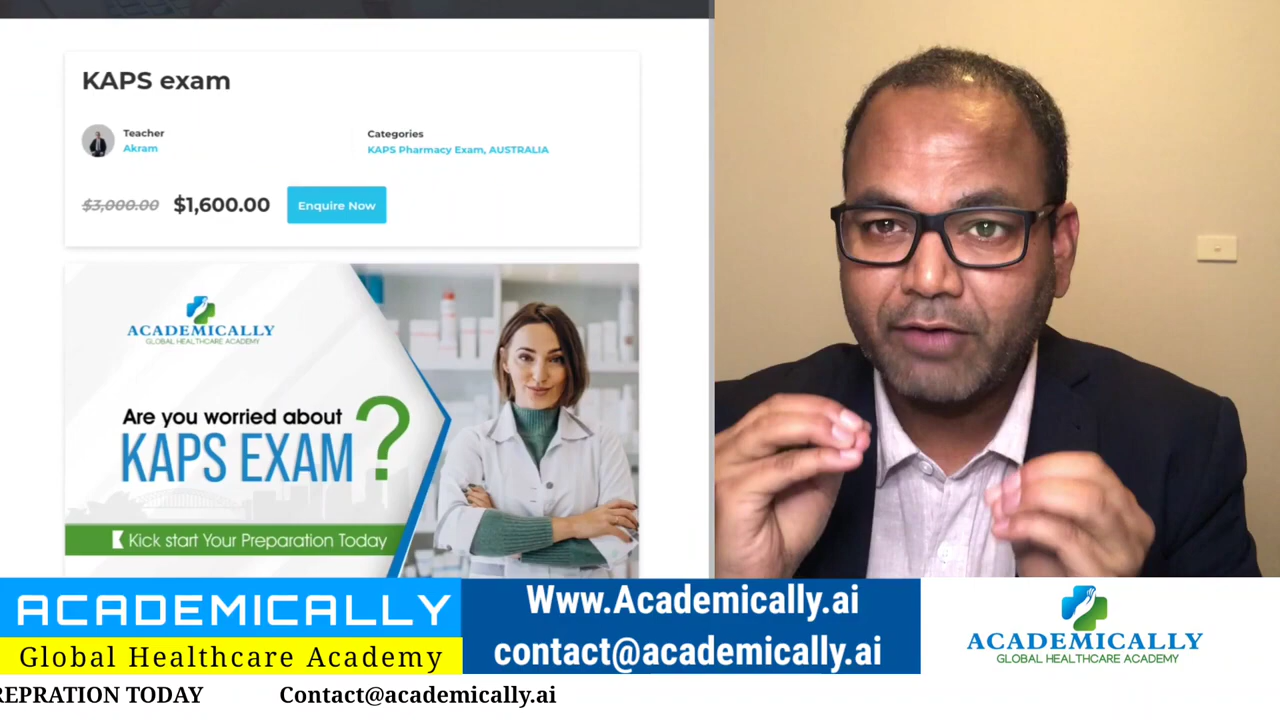 KAPS exam
Teacher
Akram
Categories
KAPS Pharmacy Exam, AUSTRALIA
$3,000.00 $1,600.00 Enquire Now
ACADEMICALLY
GLOBAL HEALTHCARE ACADEMY
Are you worried about
KAPS EXAM ?
Kick start Your Preparation Today
ACADEMICALLY
Global Healthcare Academy
Www.Academically.ai
contact@academically.ai
ACADEMICALLY
GLOBAL HEALTHCARE ACADEMY
REPRATION TODAY Contact@academically.ai